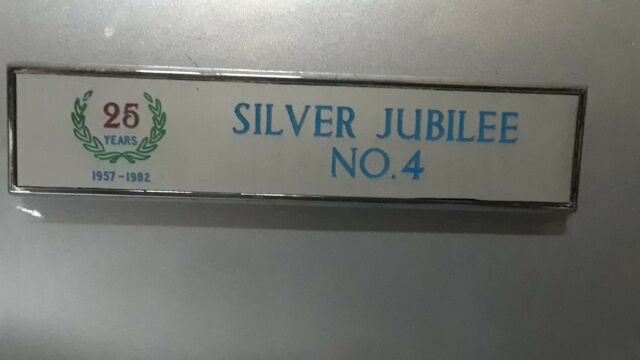 25
YEARS
1957-1982
SILVER JUBILEE
NO.4